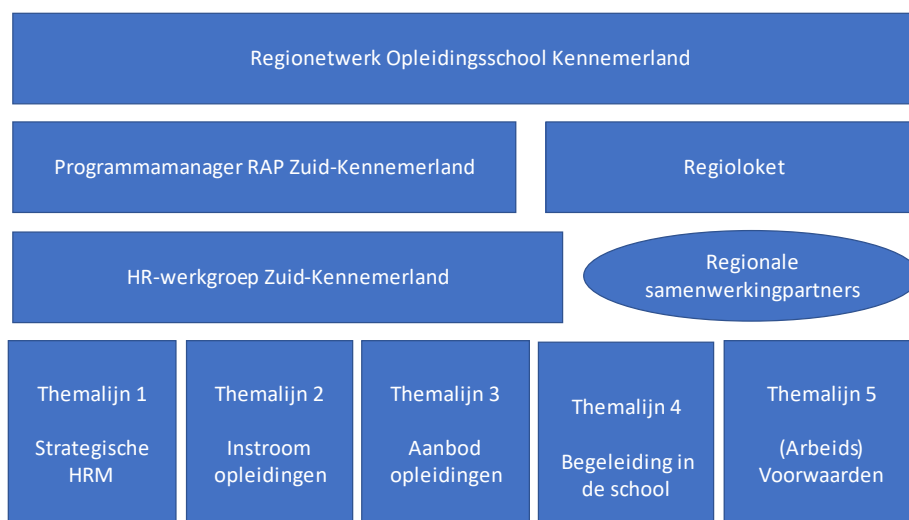 Regionetwerk Opleidingsschool Kennemerland
Programmamanager RAP Zuid-Kennemerland
Regioloket
HR-werkgroep Zuid-Kennemerland
Regionale
samenwerkingpartners
Themalijn 1
Strategische
HRM
Themalijn 2
Instroom
opleidingen
Themalijn 3
Aanbod
opleidingen
Themalijn 4
Begeleiding in
de school
Themalijn 5
(Arbeids)
Voorwaarden